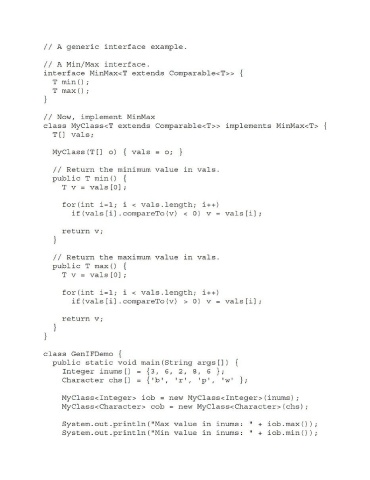 // A generic interface example.
// A Min/Max interface.
interface MinMax<T extends Comparable<T>> {
T min();
T max();
}
// Now, implement MinMax
class MyClass<T extends Comparable<T>> implements MinMax<T> {
T[] vals;
MyClass(T[] o) { vals = o; }
// Return the minimum value in vals.
public T min() {
T v = vals[0];
for(int i=1; i < vals.length; i++)
if(vals[i].compareTo(v) < 0) v = vals[i];
return v;
}
// Return the maximum value in vals.
public T max() {
T v = vals[0];
for(int i=1; i < vals.length; i++)
if(vals[i].compareTo(v) > 0) v = vals[i];
return v;
}
}
class GenIFDemo {
public static void main(String args[]) {
Integer inums[] = {3, 6, 2, 8, 6 };
Character chs[] = {'b', 'r', 'p', 'w' };
MyClass<Integer> iob = new MyClass<Integer>(inums);
MyClass<Character> cob = new MyClass<Character>(chs);
System.out.println("Max value in inums: " + iob.max());
System.out.println("Min value in inums: " + iob.min());